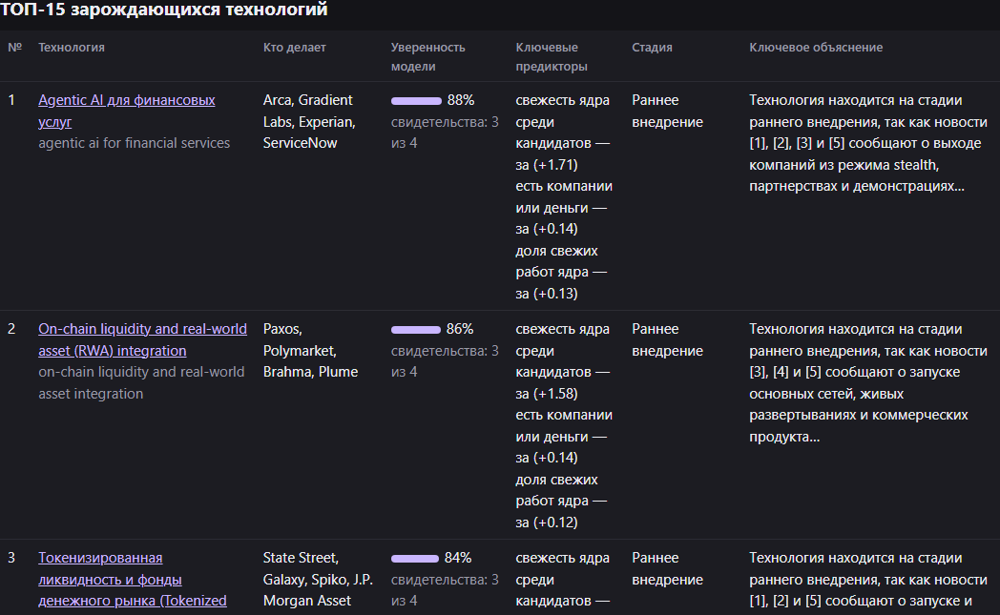 ТОП-15 зарождающихся технологий
№ Технология Кто делает Уверенность модели Ключевые предикторы Стадия Ключевое объяснение
1
Agentic AI для финансовых
услуг
agentic ai for financial services
Arca, Gradient
Labs, Experian,
ServiceNow
88%
свидетельства: 3
из 4
свежесть ядра
среди
кандидатов —
за (+1.71)
есть компании
или деньги —
за (+0.14)
доля свежих
работ ядра —
за (+0.13)
Раннее
внедрение
Технология находится на стадии
раннего внедрения, так как новости
[1], [2], [3] и [5] сообщают о выходе
компаний из режима stealth,
партнерствах и демонстрациях...
2
On-chain liquidity and real-world
asset (RWA) integration
on-chain liquidity and real-world
asset integration
Paxos,
Polymarket,
Brahma, Plume
86%
свидетельства: 3
из 4
свежесть ядра
среди
кандидатов —
за (+1.58)
есть компании
или деньги —
за (+0.14)
доля свежих
работ ядра —
за (+0.12)
Раннее
внедрение
Технология находится на стадии
раннего внедрения, так как новости
[3], [4] и [5] сообщают о запуске
основных сетей, живых
развертываниях и коммерческих
продукта...
3
Токенизированная
ликвидность и фонды
денежного рынка (Tokenized
State Street,
Galaxy, Spiko, J.P.
Morgan Asset
84%
свидетельства: 3
из 4
свежесть ядра
среди
кандидатов —
Раннее
внедрение
Технология находится на стадии
раннего внедрения, так как новости
[1], [2] и [5] сообщают о запуске и